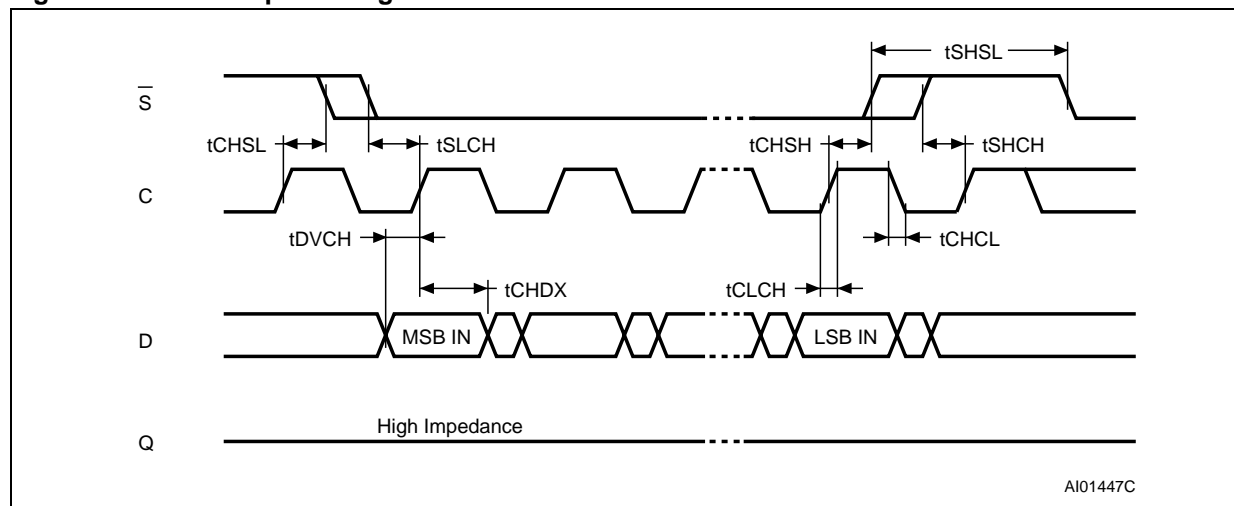 tSHSL
S
tCHSL
tSLCH
tCHSH
tSHCH
C
tDVCH
tCHCL
tCHDX
tCLCH
D
MSB IN
LSB IN
High Impedance
Q
AI01447C